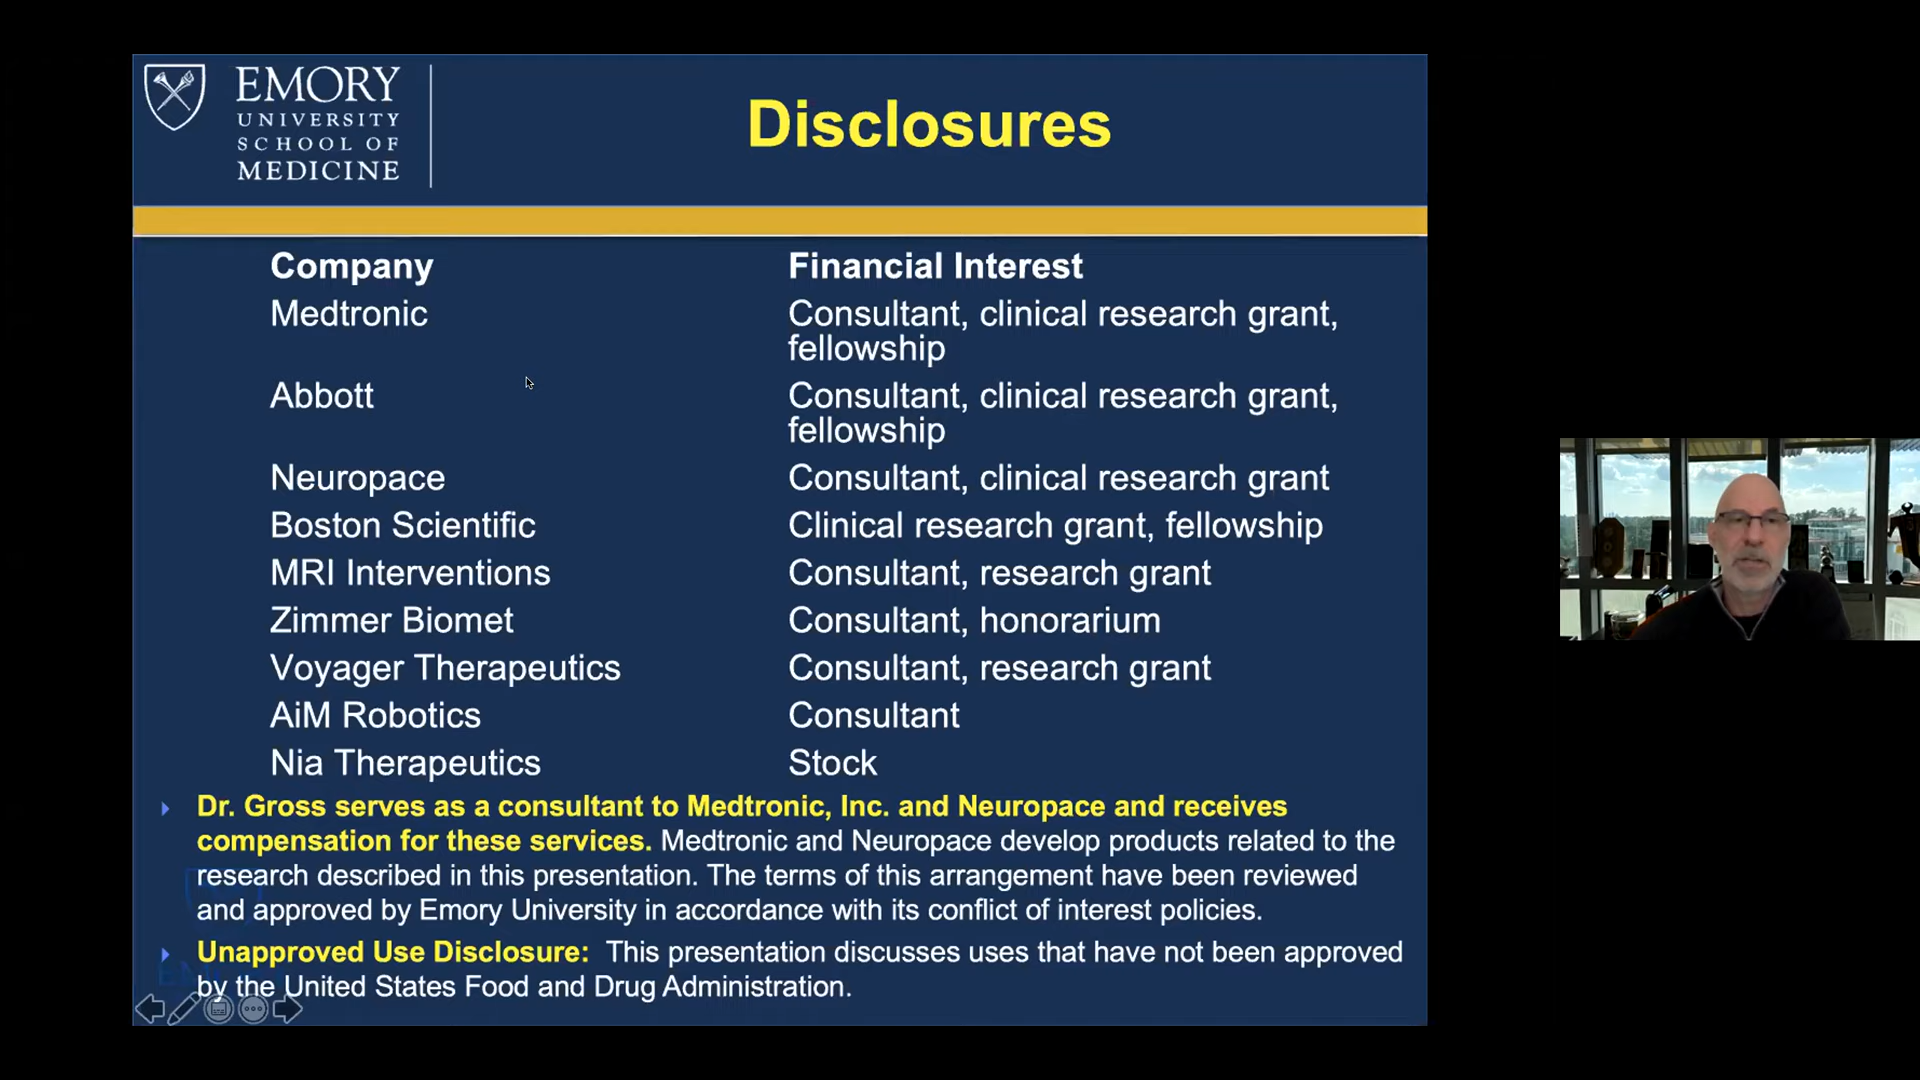 EMORY
UNIVERSITY
SCHOOL OF
MEDICINE
Disclosures
Company Financial Interest
Medtronic Consultant, clinical research grant,
fellowship
Abbott Consultant, clinical research grant,
fellowship
Neuropace Consultant, clinical research grant
Boston Scientific Clinical research grant, fellowship
MRI Interventions Consultant, research grant
Zimmer Biomet Consultant, honorarium
Voyager Therapeutics Consultant, research grant
AiM Robotics Consultant
Nia Therapeutics Stock
Dr. Gross serves as a consultant to Medtronic, Inc. and Neuropace and receives
compensation for these services. Medtronic and Neuropace develop products related to the
research described in this presentation. The terms of this arrangement have been reviewed
and approved by Emory University in accordance with its conflict of interest policies.
Unapproved Use Disclosure: This presentation discusses uses that have not been approved
by the United States Food and Drug Administration.